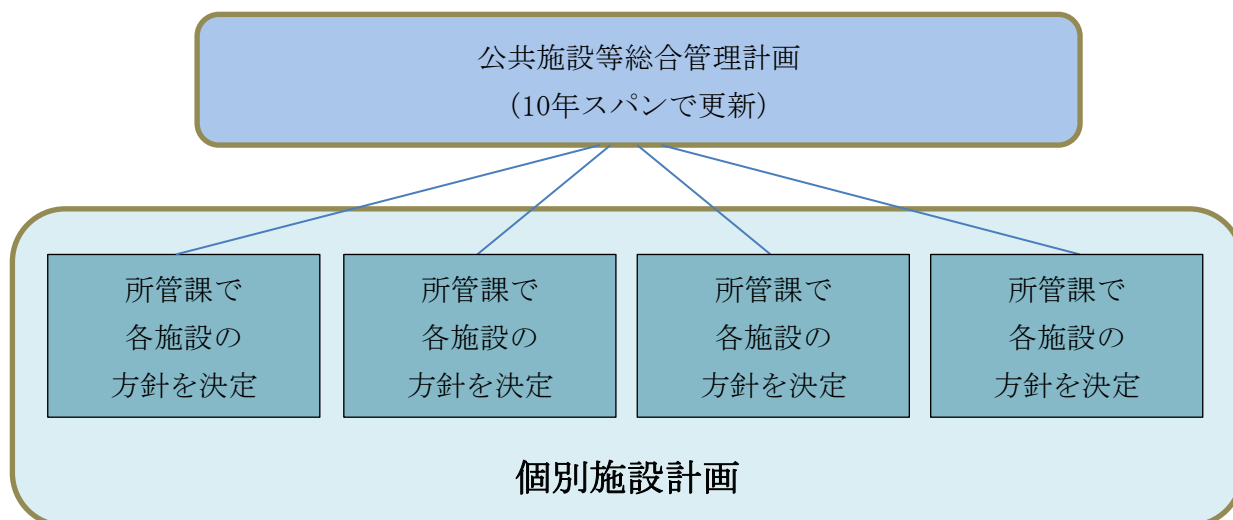 公共施設等総合管理計画
（10年スパンで更新）
所管課で
各施設の
方針を決定
所管課で
各施設の
方針を決定
所管課で
各施設の
方針を決定
所管課で
各施設の
方針を決定
個別施設計画